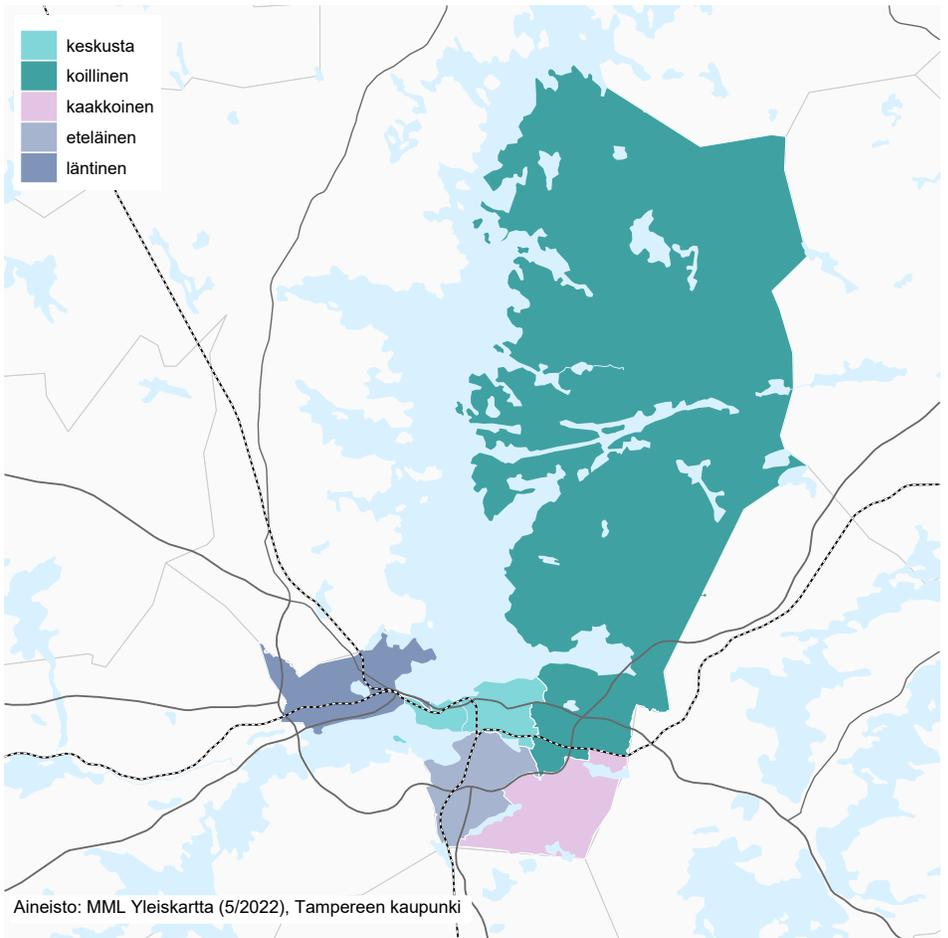 keskusta
koillinen
kaakkoinen
eteläinen
läntinen
Aineisto: MML Yleiskartta (5/2022), Tampereen kaupunki